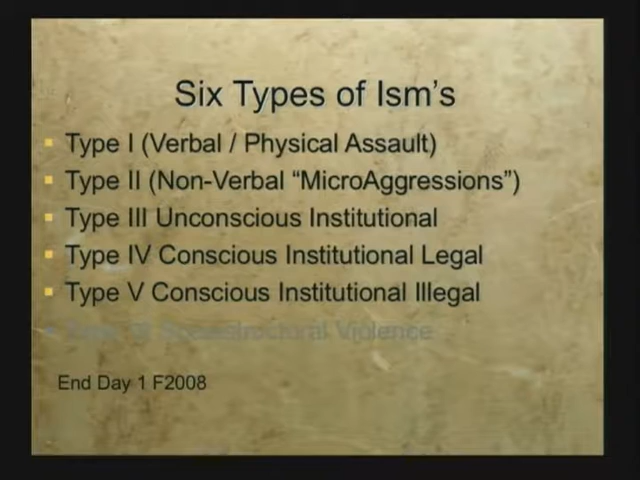 Six Types of Ism's
Type I (Verbal / Physical Assault)
Type II (Non-Verbal “MicroAggressions”)
Type III Unconscious Institutional
Type IV Conscious Institutional Legal
Type V Conscious Institutional Illegal
Violence
End Day 1 F2008